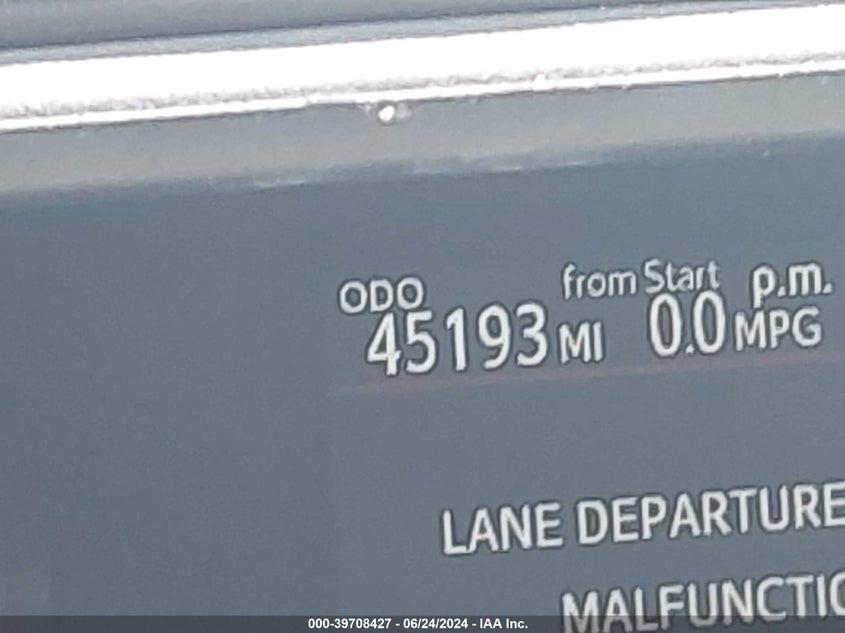 from Start p.m.
ODO
45193 MI 0.0 MPG
LANE DEPARTURE
MALFUNCTIO
000-39708427 - 06/24/2024 - IAA Inc.